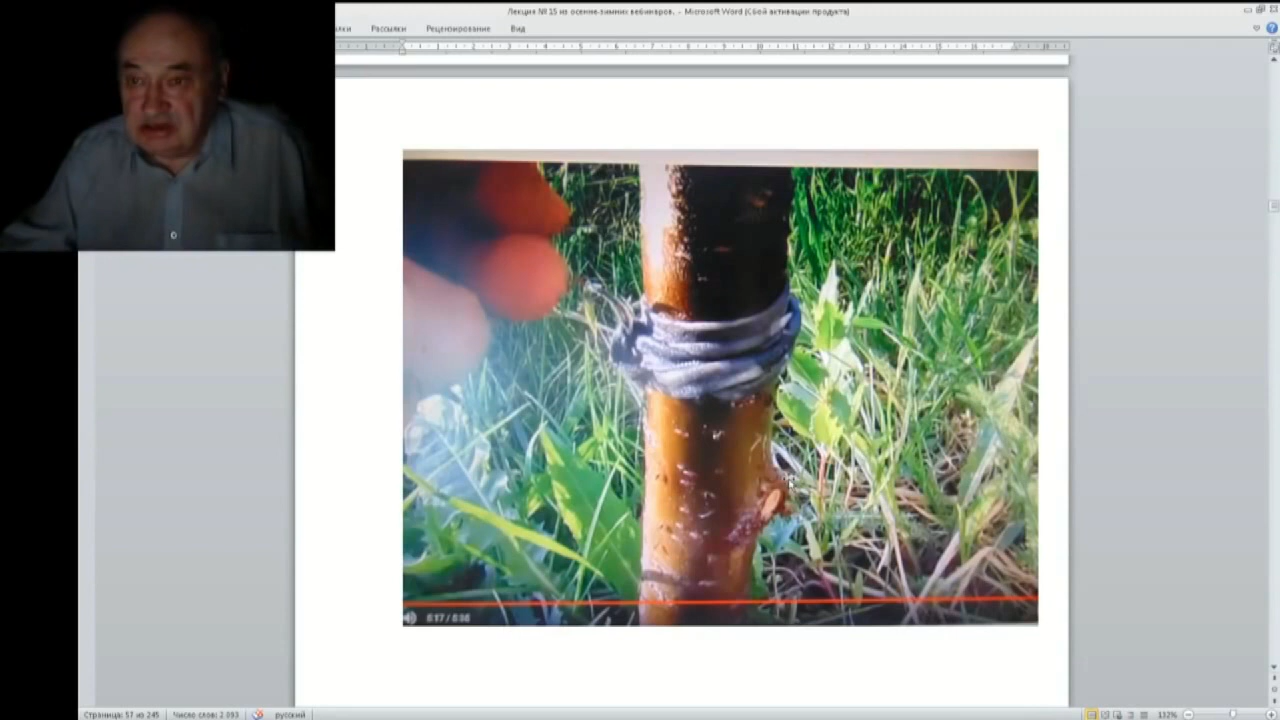 Лекция № 15 из осенне-зимних вебинаров. - Microsoft Word (Сбой активации продукта)
Рассылки Рецензирование Вид
Страница: 57 из 245 Число слов: 2 093 русский 132%